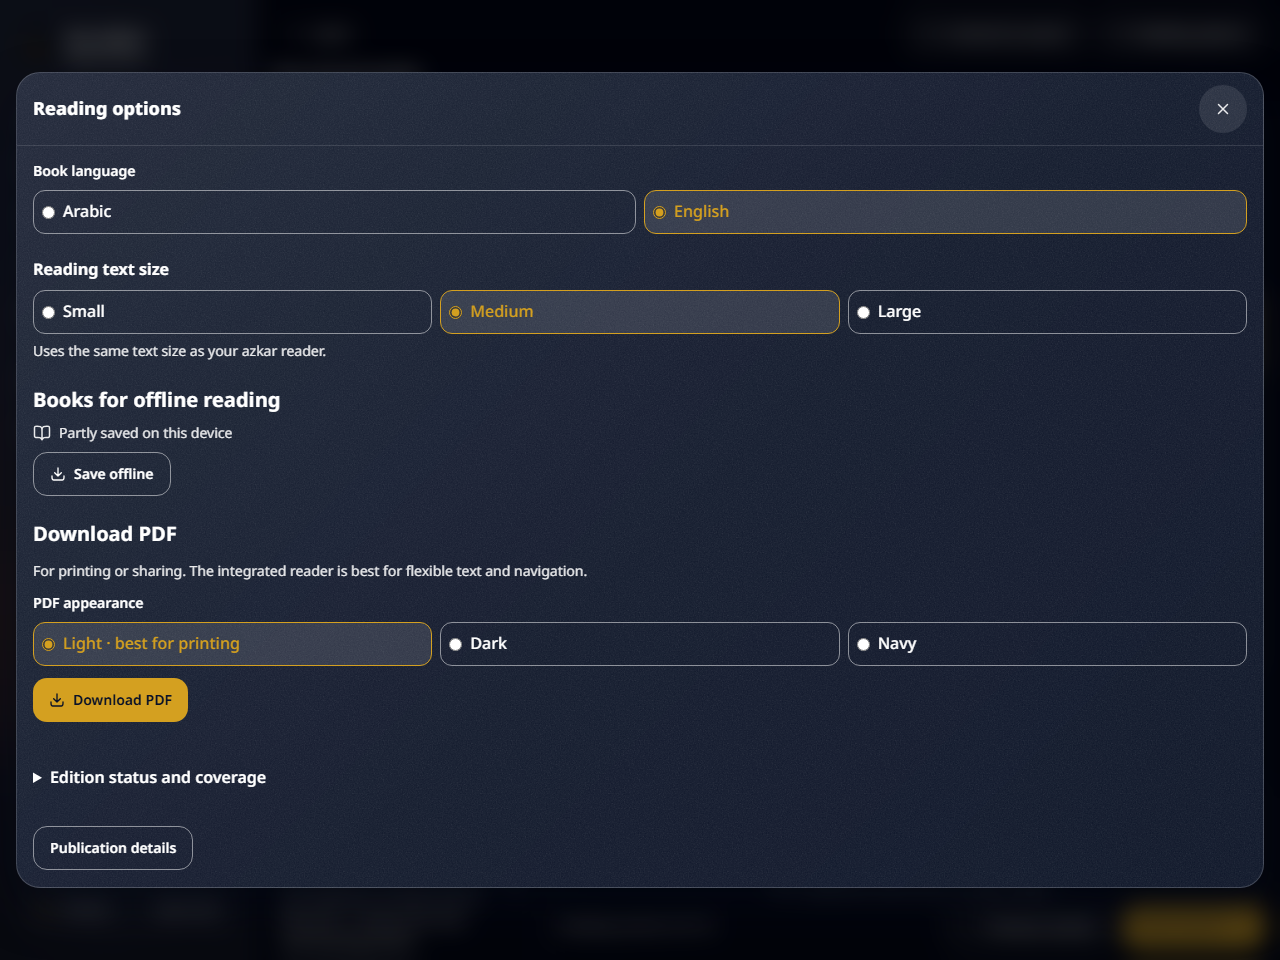 Reading options
Book language
Arabic
English
Reading text size
Small
Medium
Large
Uses the same text size as your azkar reader.
Books for offline reading
Partly saved on this device
Save offline
Download PDF
For printing or sharing. The integrated reader is best for flexible text and navigation.
PDF appearance
Light · best for printing
Dark
Navy
Download PDF
Edition status and coverage
Publication details